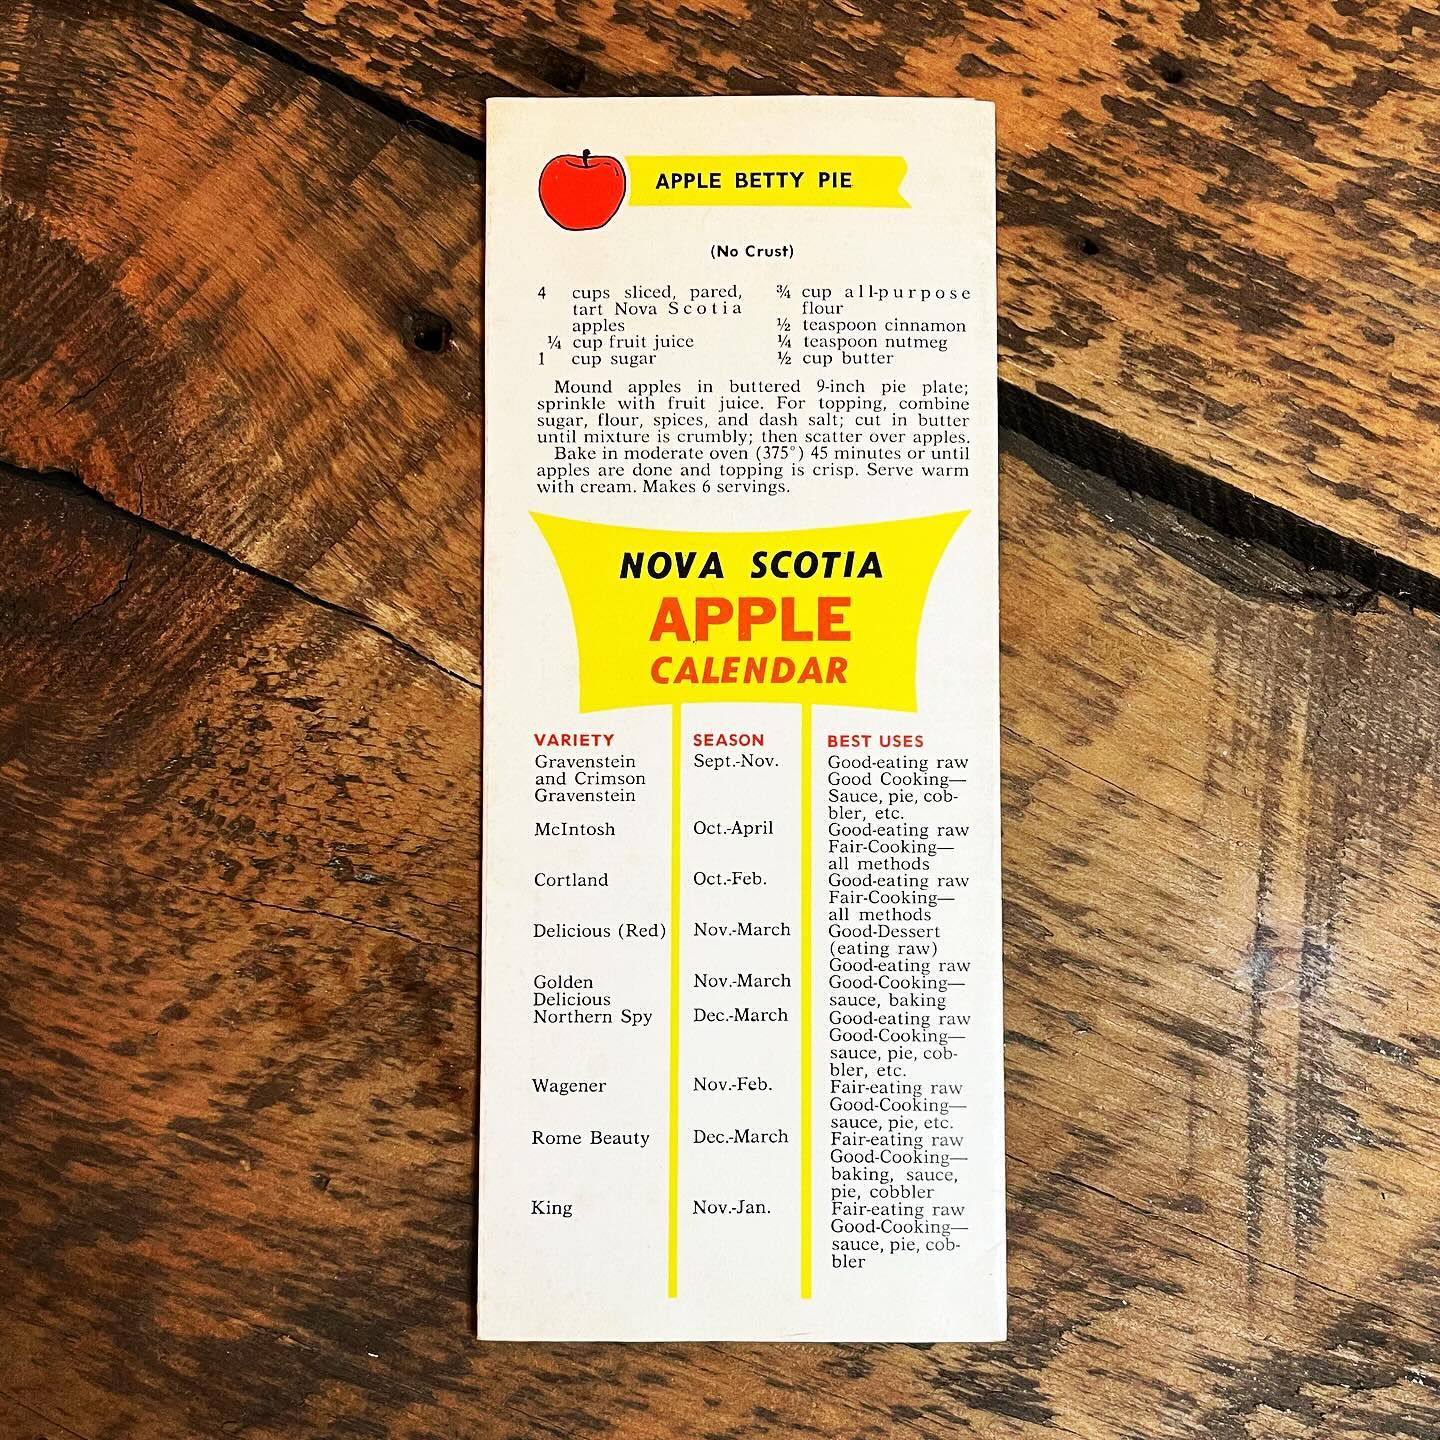 APPLE BETTY PIE
(No Crust)
4 cups sliced, pared,
tart Nova Scotia
apples
¼ cup fruit juice
1 cup sugar
¾ cup all-purpose
flour
½ teaspoon cinnamon
¼ teaspoon nutmeg
½ cup butter
Mound apples in buttered 9-inch pie plate;
sprinkle with fruit juice. For topping, combine
sugar, flour, spices, and dash salt; cut in butter
until mixture is crumbly; then scatter over apples.
Bake in moderate oven (375°) 45 minutes or until
apples are done and topping is crisp. Serve warm
with cream. Makes 6 servings.
NOVA SCOTIA
APPLE
CALENDAR
VARIETY SEASON BEST USES
Gravenstein Sept.-Nov. Good-eating raw
and Crimson Good Cooking—
Gravenstein Sauce, pie, cob-
bler, etc.
McIntosh Oct.-April Good-eating raw
Fair-Cooking—
all methods
Cortland Oct.-Feb. Good-eating raw
Fair-Cooking—
all methods
Delicious (Red) Nov.-March Good-Dessert
(eating raw)
Good-eating raw
Golden Nov.-March Good-Cooking—
Delicious sauce, baking
Northern Spy Dec.-March Good-eating raw
Good-Cooking—
sauce, pie, cob-
bler, etc.
Wagener Nov.-Feb. Fair-eating raw
Good-Cooking—
sauce, pie, etc.
Rome Beauty Dec.-March Fair-eating raw
Good-Cooking—
baking, sauce,
pie, cobbler
King Nov.-Jan. Fair-eating raw
Good-Cooking—
sauce, pie, cob-
bler